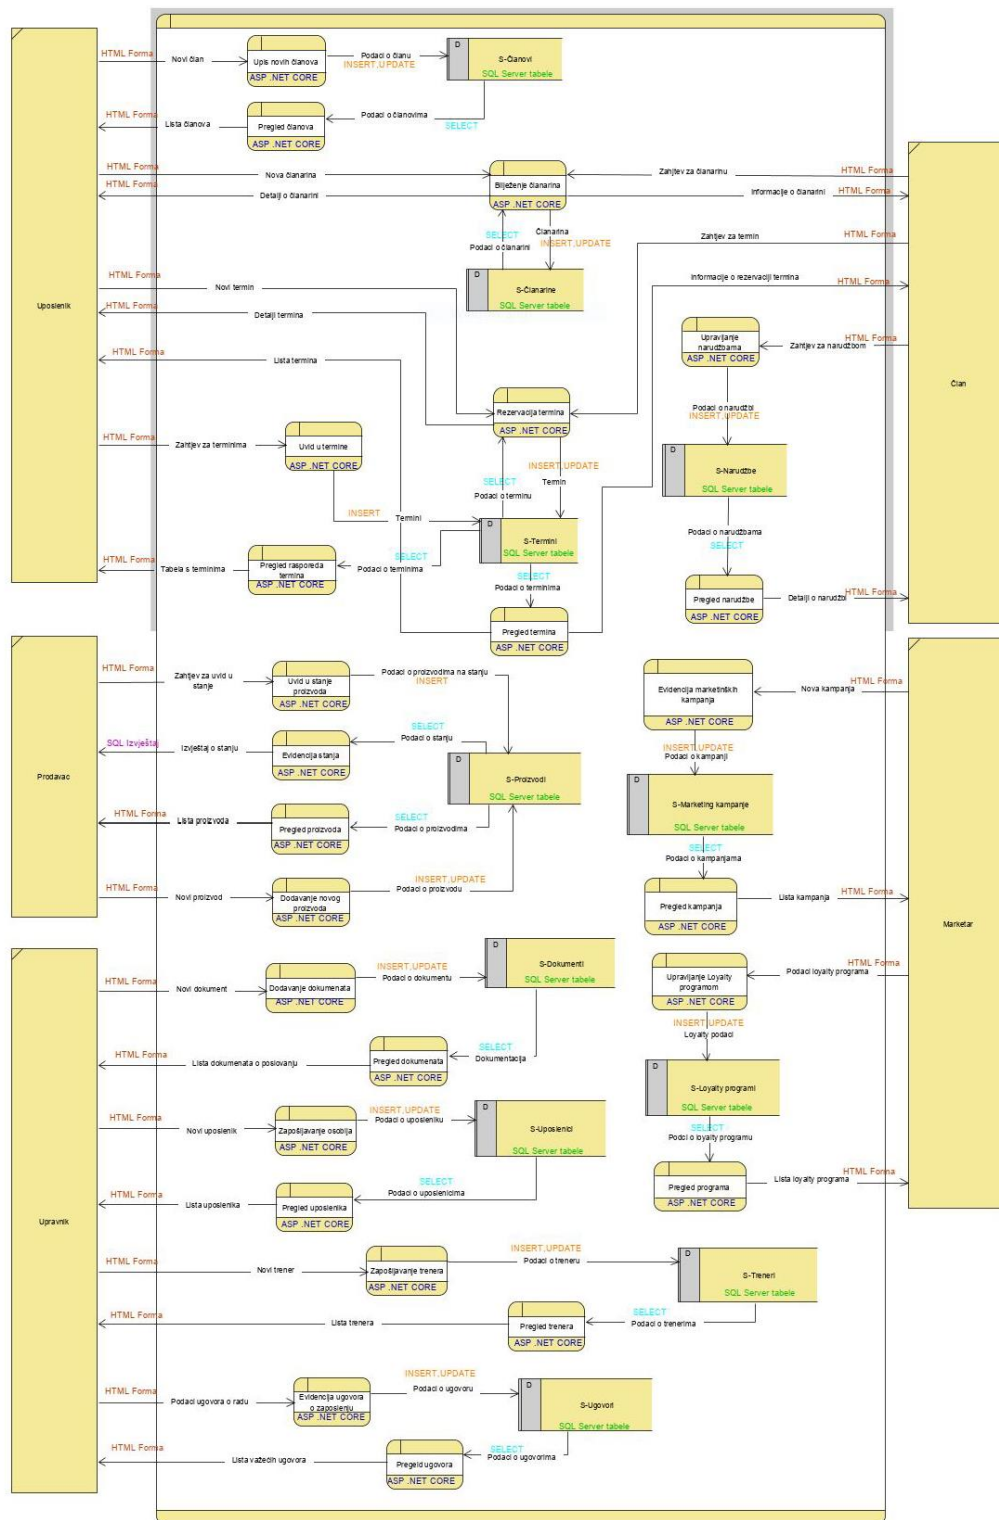 HTML Forma
Novi član
Upis novih članova
ASP .NET CORE
Podaci o članu
INSERT,UPDATE
D
S-Članovi
SQL Server tabele
HTML Forma
Lista članova
Pregled članova
ASP .NET CORE
Podaci o članovima
SELECT
HTML Forma
Nova članarina
Bilježenje članarina
ASP .NET CORE
Zahtjev za članarinu
HTML Forma
HTML Forma
Detalji o članarini
Informacije o članarini
HTML Forma
SELECT
Podaci o članarini
Članarina
INSERT,UPDATE
D
S-Članarine
SQL Server tabele
Zahtjev za termin
HTML Forma
Informacije o rezervaciji termina
HTML Forma
Uposlenik
HTML Forma
Novi termin
HTML Forma
Detalji termina
HTML Forma
Lista termina
Upravljanje
narudžbama
ASP .NET CORE
Zahtjev za narudžbom
HTML Forma
Član
Rezervacija termina
ASP .NET CORE
Podaci o narudžbi
INSERT,UPDATE
HTML Forma
Zahtjev za terminima
Uvid u termine
ASP .NET CORE
INSERT,UPDATE
Termin
SELECT
Podaci o terminu
D
S-Narudžbe
SQL Server tabele
INSERT
Termini
D
S-Termini
SQL Server tabele
Podaci o narudžbama
SELECT
HTML Forma
Tabela s terminima
Pregled rasporeda
termina
ASP .NET CORE
SELECT
Podaci o terminima
SELECT
Podaci o terminima
Pregled narudžbe
ASP .NET CORE
Detalji o narudžbi
HTML Forma
Pregled termina
ASP .NET CORE
Prodavac
HTML Forma
Zahtjev za uvid u
stanje
Uvid u stanje
proizvoda
ASP .NET CORE
Podaci o proizvodima na stanju
INSERT
Evidencija marketinških
kampanja
ASP .NET CORE
Nova kampanja
HTML Forma
SQL Izvještaj
Izvještaj o stanju
Evidencija stanja
ASP .NET CORE
SELECT
Podaci o stanju
INSERT,UPDATE
Podaci o kampanji
D
S-Proizvodi
SQL Server tabele
D
S-Marketing kampanje
SQL Server tabele
HTML Forma
Lista proizvoda
Pregled proizvoda
ASP .NET CORE
SELECT
Podaci o proizvodima
SELECT
Podaci o kampanjama
HTML Forma
Novi proizvod
Dodavanje novog
proizvoda
ASP .NET CORE
INSERT,UPDATE
Podaci o proizvodu
Pregled kampanja
ASP .NET CORE
Lista kampanja
HTML Forma
Marketar
HTML Forma
Novi dokument
Dodavanje dokumenata
ASP .NET CORE
INSERT,UPDATE
Podaci o dokumentu
D
S-Dokumenti
SQL Server tabele
Upravljanje Loyalty
programom
ASP .NET CORE
Podaci loyalty programa
HTML Forma
INSERT,UPDATE
Loyalty podaci
HTML Forma
Lista dokumenata o poslovanju
Pregled dokumenata
ASP .NET CORE
SELECT
Dokumentacija
D
S-Loyalty programi
SQL Server tabele
HTML Forma
Novi uposlenik
Zapošljavanje osoblja
ASP .NET CORE
INSERT,UPDATE
Podaci o uposleniku
D
S-Uposlenici
SQL Server tabele
SELECT
Podci o loyalty programu
HTML Forma
Lista uposlenika
Pregled uposlenika
ASP .NET CORE
SELECT
Podaci o uposlenicima
Pregled programa
ASP .NET CORE
Lista loyalty programa
HTML Forma
Upravnik
HTML Forma
Novi trener
Zapošljavanje trenera
ASP .NET CORE
INSERT,UPDATE
Podaci o treneru
D
S-Treneri
SQL Server tabele
HTML Forma
Lista trenera
Pregled trenera
ASP .NET CORE
SELECT
Podaci o trenerima
HTML Forma
Podaci ugovora o radu
Evidencija ugovora
o zaposlenju
ASP .NET CORE
INSERT,UPDATE
Podaci o ugovoru
D
S-Ugovori
SQL Server tabele
HTML Forma
Lista važećih ugovora
Pregeld ugovora
ASP .NET CORE
SELECT
Podaci o ugovorima